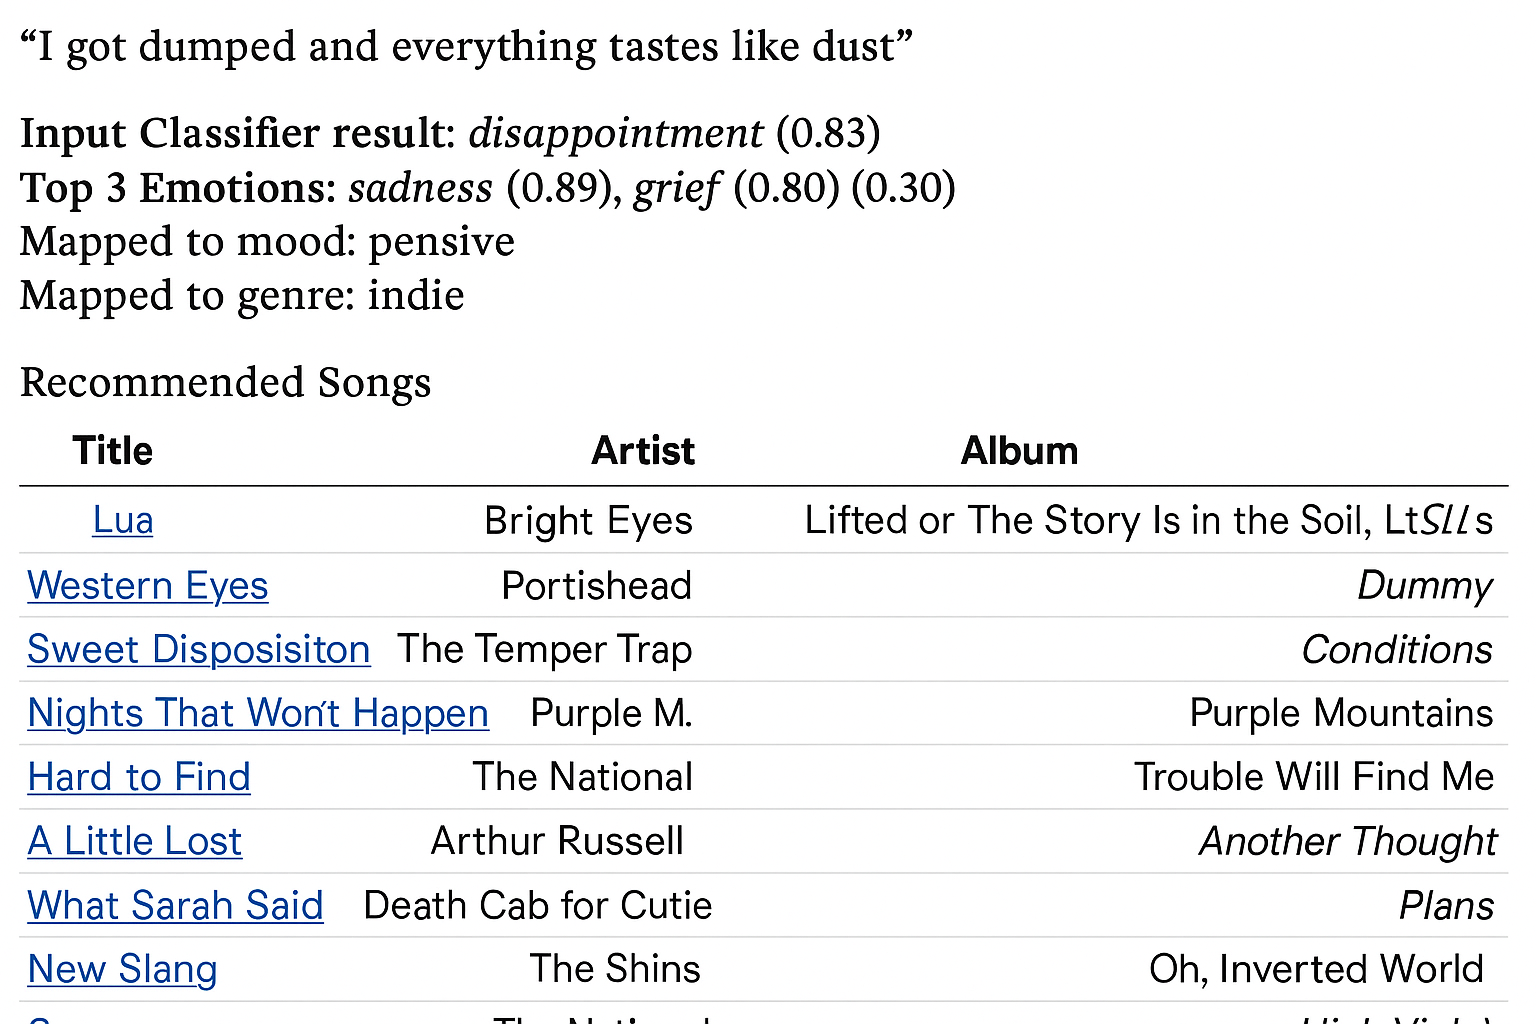 “I got dumped and everything tastes like dust”
Input Classifier result: disappointment (0.83)
Top 3 Emotions: sadness (0.89), grief (0.80) (0.30)
Mapped to mood: pensive
Mapped to genre: indie
Recommended Songs
Title Artist Album
Lua Bright Eyes Lifted or The Story Is in the Soil, LtSLLs
Western Eyes Portishead Dummy
Sweet Disposisiton The Temper Trap Conditions
Nights That Won't Happen Purple M. Purple Mountains
Hard to Find The National Trouble Will Find Me
A Little Lost Arthur Russell Another Thought
What Sarah Said Death Cab for Cutie Plans
New Slang The Shins Oh, Inverted World
The National